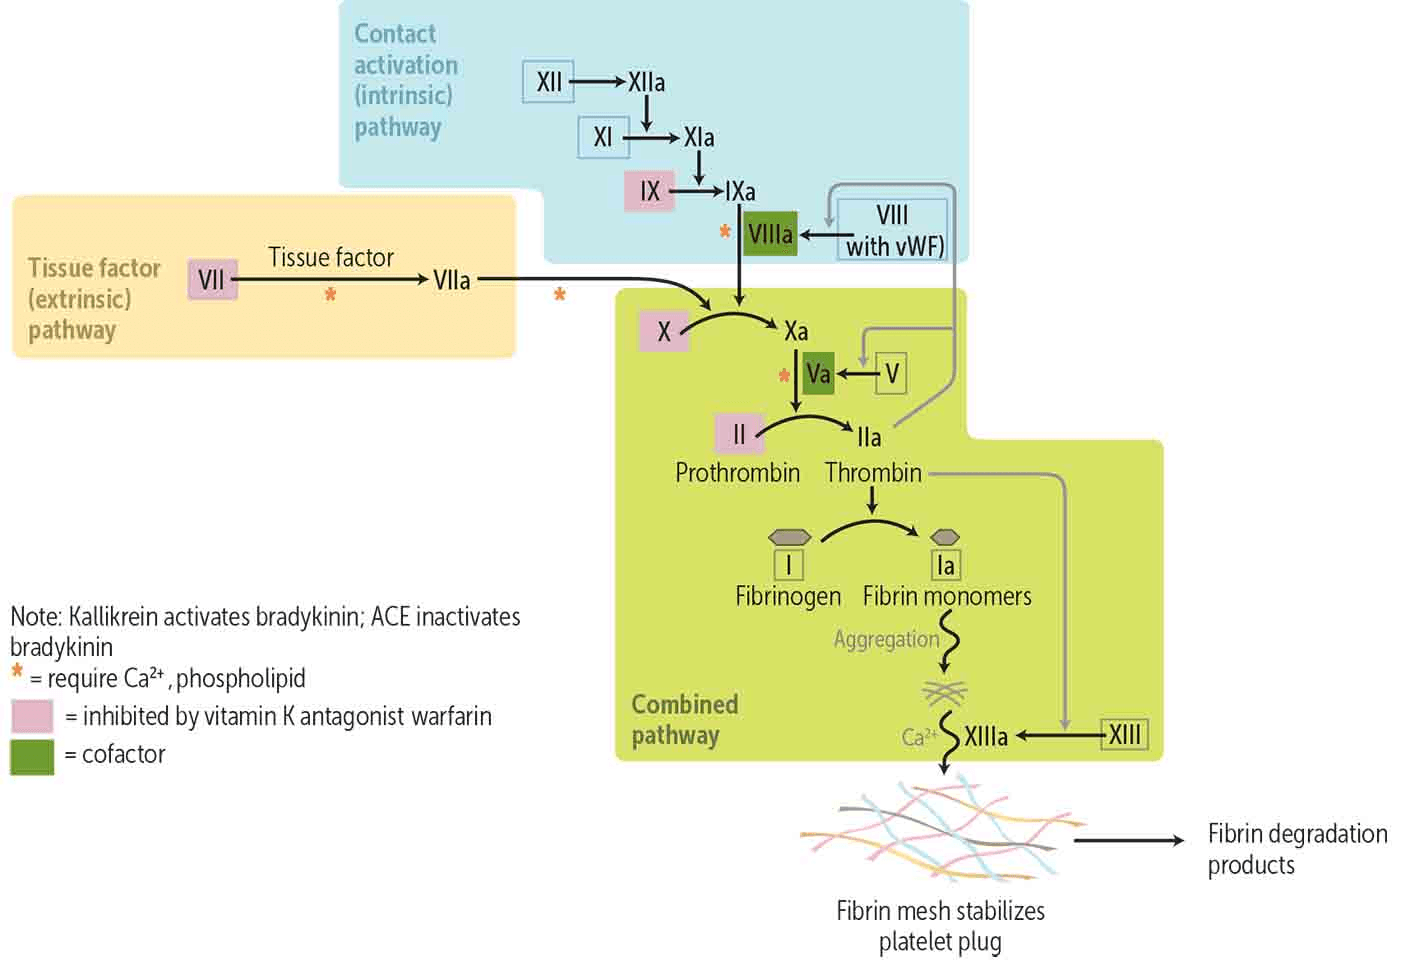 Contact
activation
(intrinsic)
pathway
XII
XIIa
XI
XIa
IX
IXa
*
VIIIa
VIII
with vWF)
Tissue factor
(extrinsic)
pathway
VII
Tissue factor
*
VIIa
*
X
Xa
*
Va
V
II
IIa
Prothrombin
Thrombin
I
Ia
Fibrinogen
Fibrin monomers
Aggregation
Combined
pathway
Ca²⁺
XIIIa
XIII
Note: Kallikrein activates bradykinin; ACE inactivates
bradykinin
* = require Ca²⁺ , phospholipid
= inhibited by vitamin K antagonist warfarin
= cofactor
Fibrin degradation
products
Fibrin mesh stabilizes
platelet plug